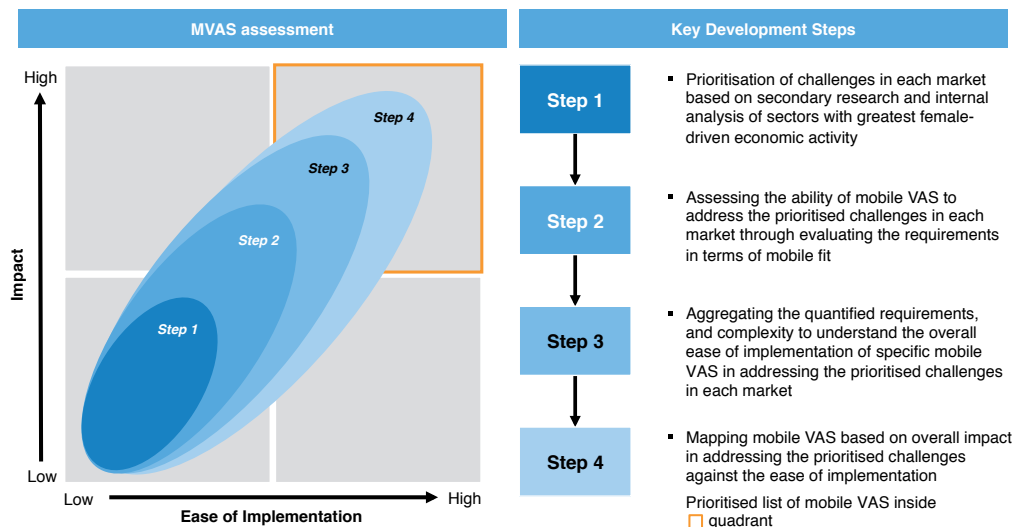 MVAS assessment
High
Impact
Low
Step 4
Step 3
Step 2
Step 1
Low
High
Ease of Implementation
Key Development Steps
Step 1
▪ Prioritisation of challenges in each market
based on secondary research and internal
analysis of sectors with greatest female-
driven economic activity
Step 2
▪ Assessing the ability of mobile VAS to
address the prioritised challenges in each
market through evaluating the requirements
in terms of mobile fit
Step 3
▪ Aggregating the quantified requirements,
and complexity to understand the overall
ease of implementation of specific mobile
VAS in addressing the prioritised challenges
in each market
Step 4
▪ Mapping mobile VAS based on overall impact
in addressing the prioritised challenges
against the ease of implementation
Prioritised list of mobile VAS inside
quadrant